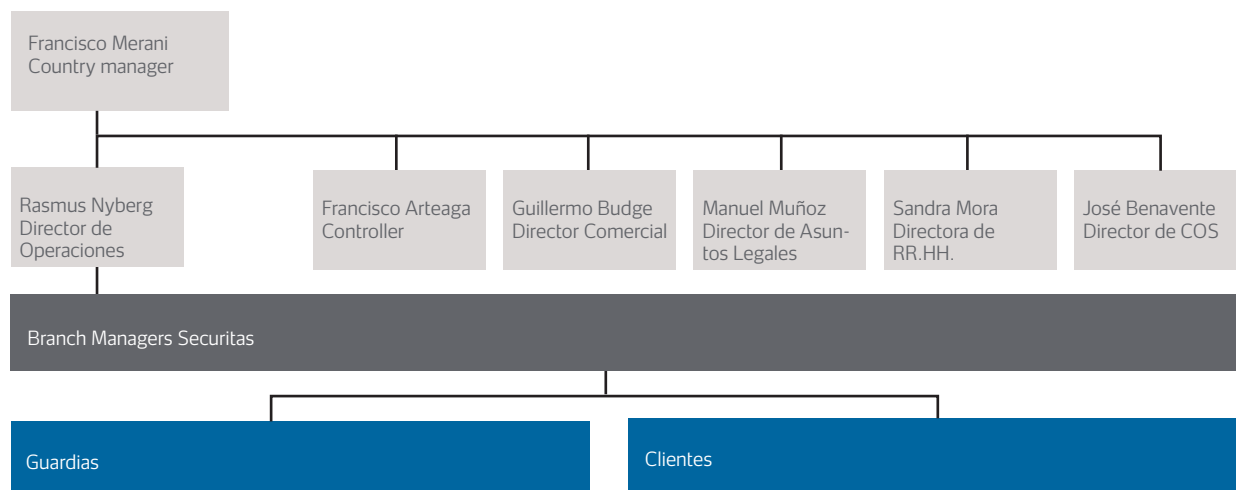 Francisco Merani
Country manager
Rasmus Nyberg
Director de
Operaciones
Francisco Arteaga
Controller
Guillermo Budge
Director Comercial
Manuel Muñoz
Director de Asun-
tos Legales
Sandra Mora
Directora de
RR.HH.
José Benavente
Director de COS
Branch Managers Securitas
Guardias
Clientes